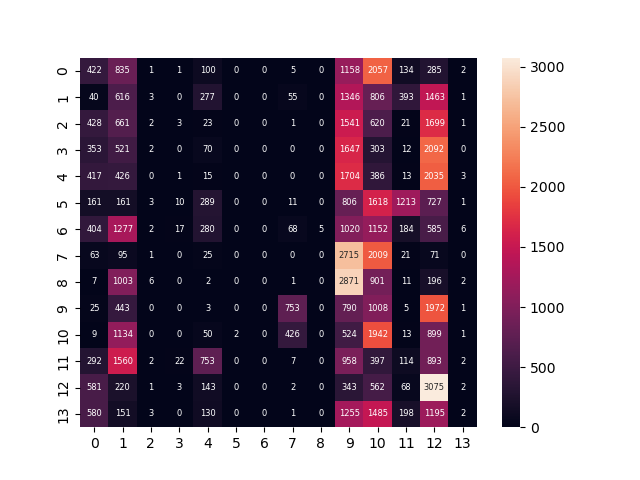 0 422 835 1 1 100 0 0 5 0 1158 2057 134 285 2
1 40 616 3 0 277 0 0 55 0 1346 806 393 1463 1
2 428 661 2 3 23 0 0 1 0 1541 620 21 1699 1
3 353 521 2 0 70 0 0 0 0 1647 303 12 2092 0
4 417 426 0 1 15 0 0 0 0 1704 386 13 2035 3
5 161 161 3 10 289 0 0 11 0 806 1618 1213 727 1
6 404 1277 2 17 280 0 0 68 5 1020 1152 184 585 6
7 63 95 1 0 25 0 0 0 0 2715 2009 21 71 0
8 7 1003 6 0 2 0 0 1 0 2871 901 11 196 2
9 25 443 0 0 3 0 0 753 0 790 1008 5 1972 1
10 9 1134 0 0 50 2 0 426 0 524 1942 13 899 1
11 292 1560 2 22 753 0 0 7 0 958 397 114 893 2
12 581 220 1 3 143 0 0 2 0 343 562 68 3075 2
13 580 151 3 0 130 0 0 1 0 1255 1485 198 1195 2
0 1 2 3 4 5 6 7 8 9 10 11 12 13
3000
2500
2000
1500
1000
500
0